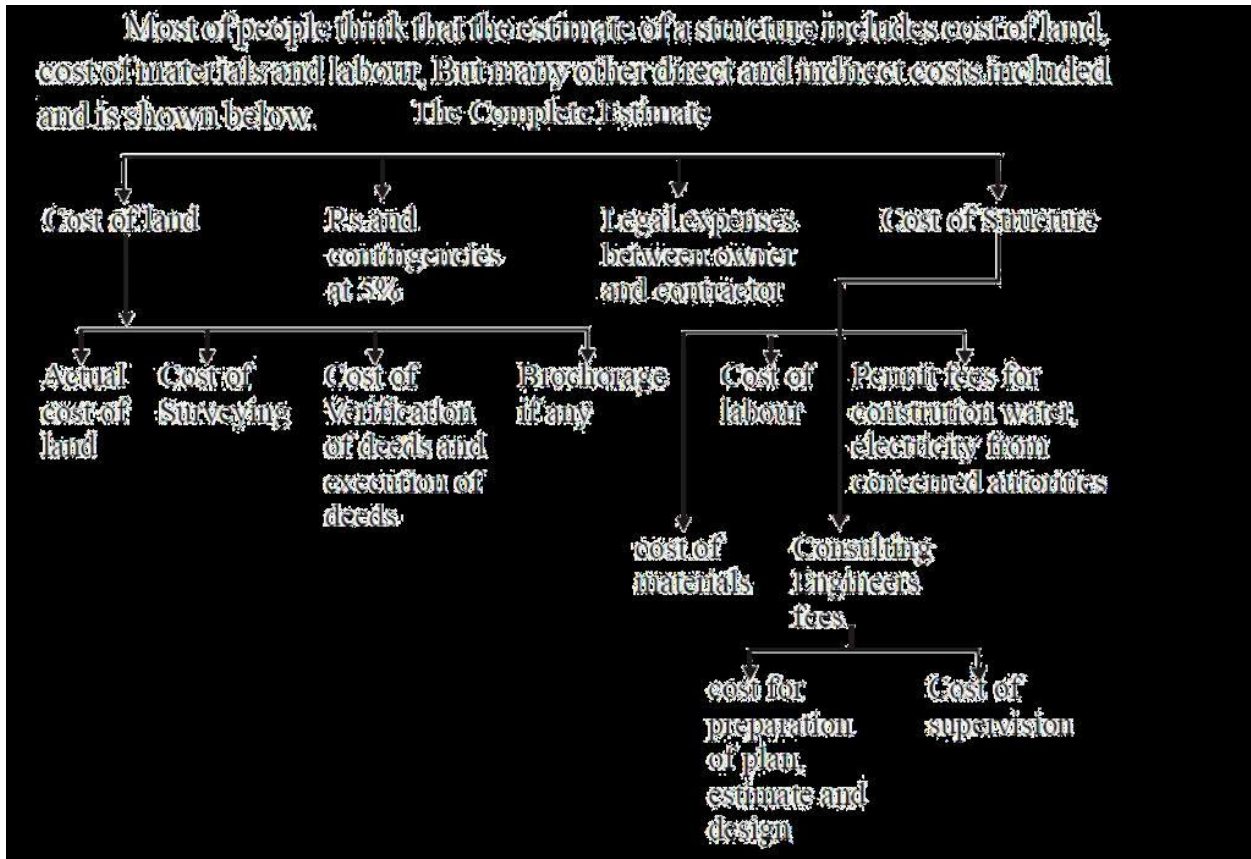 Most of people think that the estimate of a structure includes cost of land,
cost of materials and labour, But many other direct and indirect costs included
and is shown below.
The Complete Estimate
Cost of land
P.s and
contingencies
at 5%
Legal expenses
between owner
and contractor
Cost of Structure
Actual
cost of
land
Cost of
Surveying
Cost of
Verification
of deeds and
execution of
deeds
Brochorage
if any
Cost of
labour
Permit fees for
constrution water,
electricity from
concerned autorities
cost of
materials
Consulting
Engineers
fees
cost for
preparation
of plan,
estimate and
design
Cost of
supervision